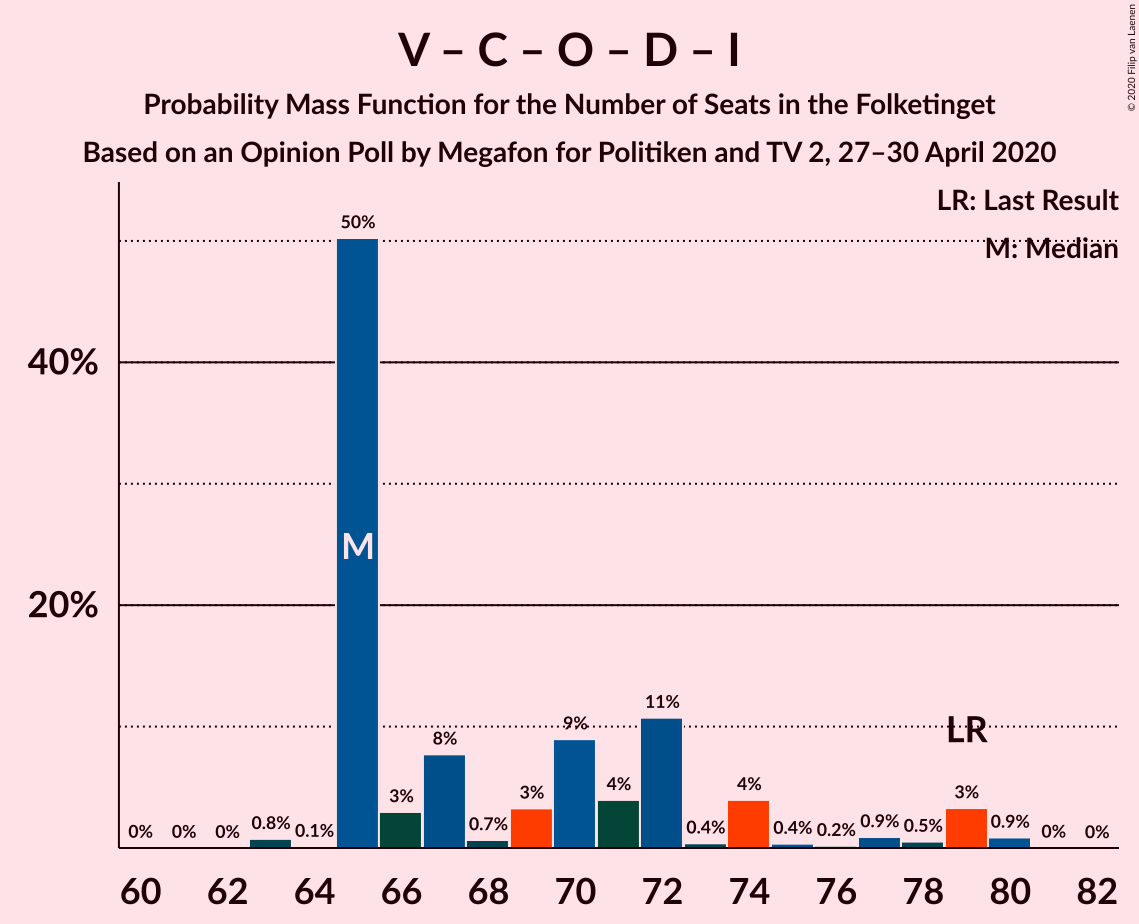 V – C – O – D – I
Probability Mass Function for the Number of Seats in the Folketinget
Based on an Opinion Poll by Megafon for Politiken and TV 2, 27–30 April 2020
© 2020 Filip van Laenen
LR: Last Result
M: Median
50%
40%
M
20%
LR
11%
9%
8%
4%
4%
3%
3%
3%
0% 0% 0% 0.8% 0.1% 0.7% 0.4% 0.4% 0.2% 0.9% 0.5% 0.9% 0% 0%
60 62 64 66 68 70 72 74 76 78 80 82